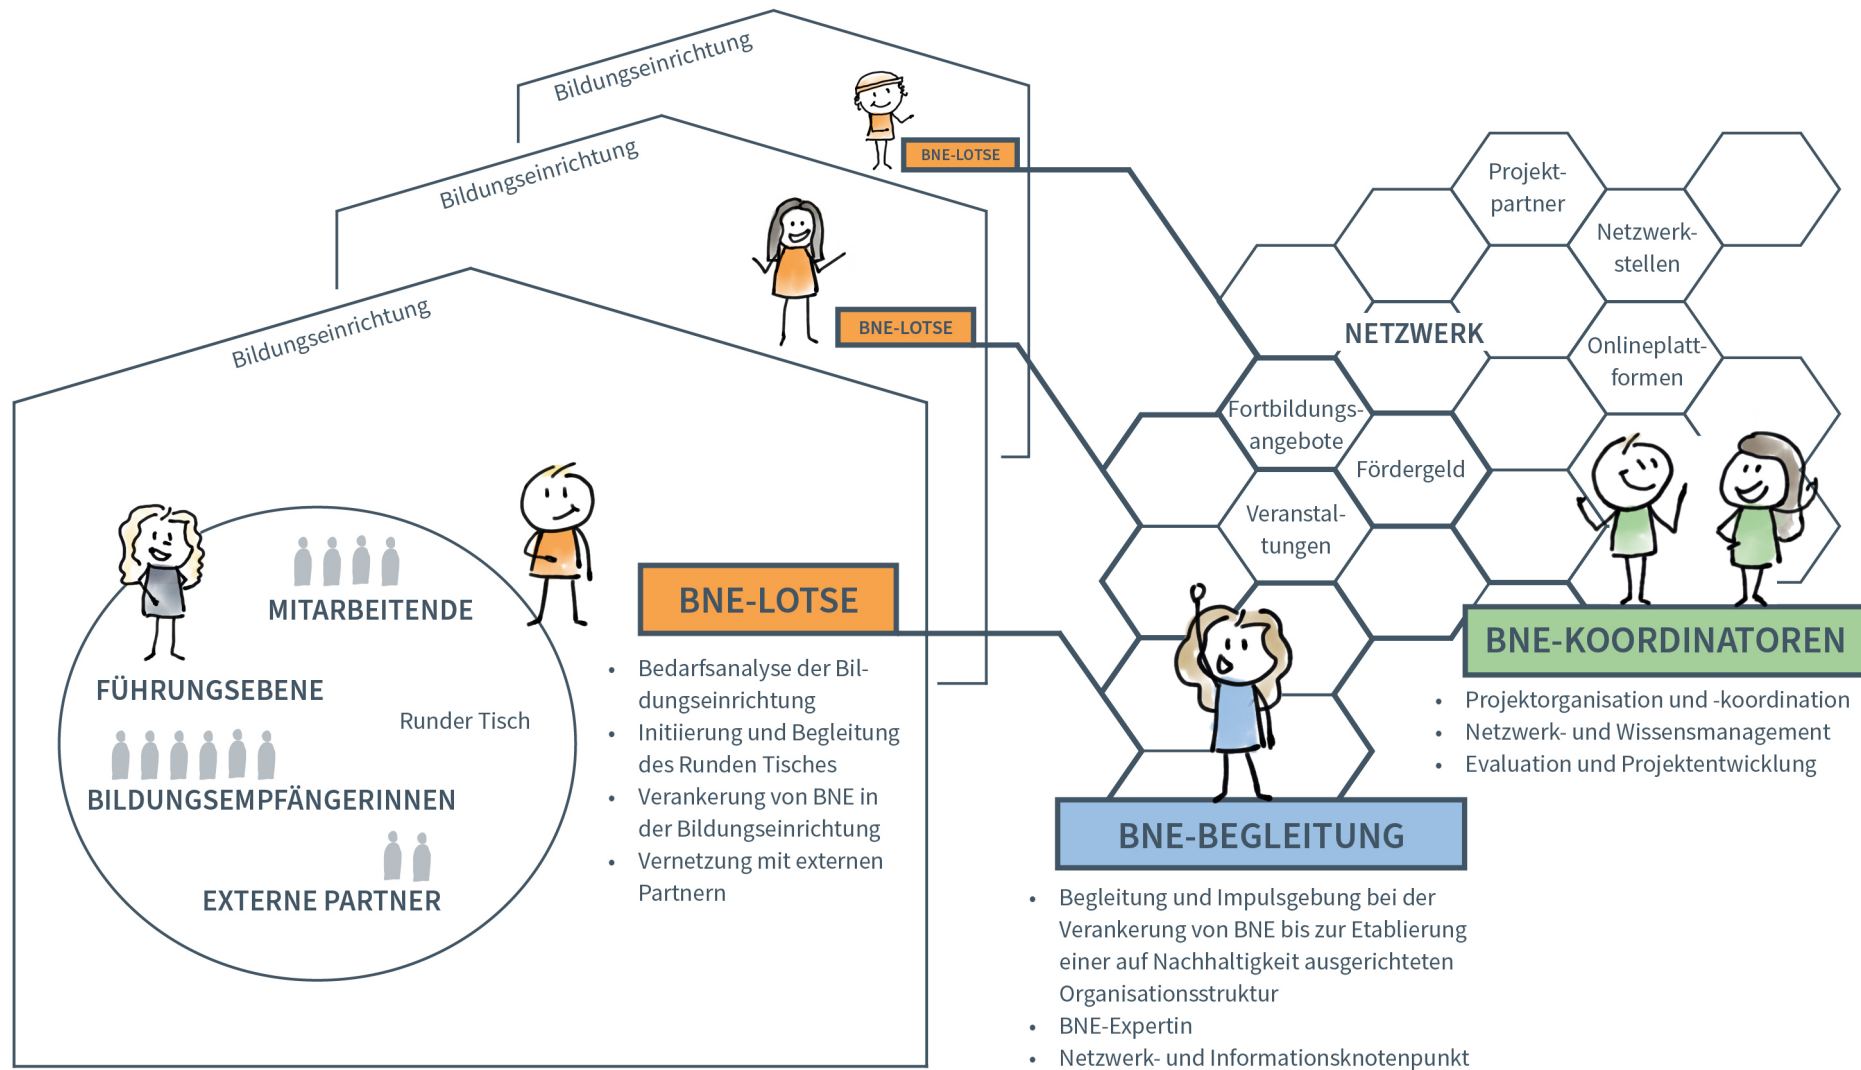 Bildungseinrichtung
BNE-LOTSE
Bildungseinrichtung
BNE-LOTSE
Bildungseinrichtung
MITARBEITENDE
FÜHRUNGSEBENE
Runder Tisch
BILDUNGSEMPFÄNGERINNEN
EXTERNE PARTNER
BNE-LOTSE
• Bedarfsanalyse der Bil-
dungseinrichtung
• Initiierung und Begleitung
des Runden Tisches
• Verankerung von BNE in
der Bildungseinrichtung
• Vernetzung mit externen
Partnern
Projekt-
partner
Netzwerk-
stellen
NETZWERK
Onlineplatt-
formen
Fortbildungs-
angebote
Fördergeld
Veranstal-
tungen
BNE-KOORDINATOREN
• Projektorganisation und -koordination
• Netzwerk- und Wissensmanagement
• Evaluation und Projektentwicklung
BNE-BEGLEITUNG
• Begleitung und Impulsgebung bei der
Verankerung von BNE bis zur Etablierung
einer auf Nachhaltigkeit ausgerichteten
Organisationsstruktur
• BNE-Expertin
• Netzwerk- und Informationsknotenpunkt